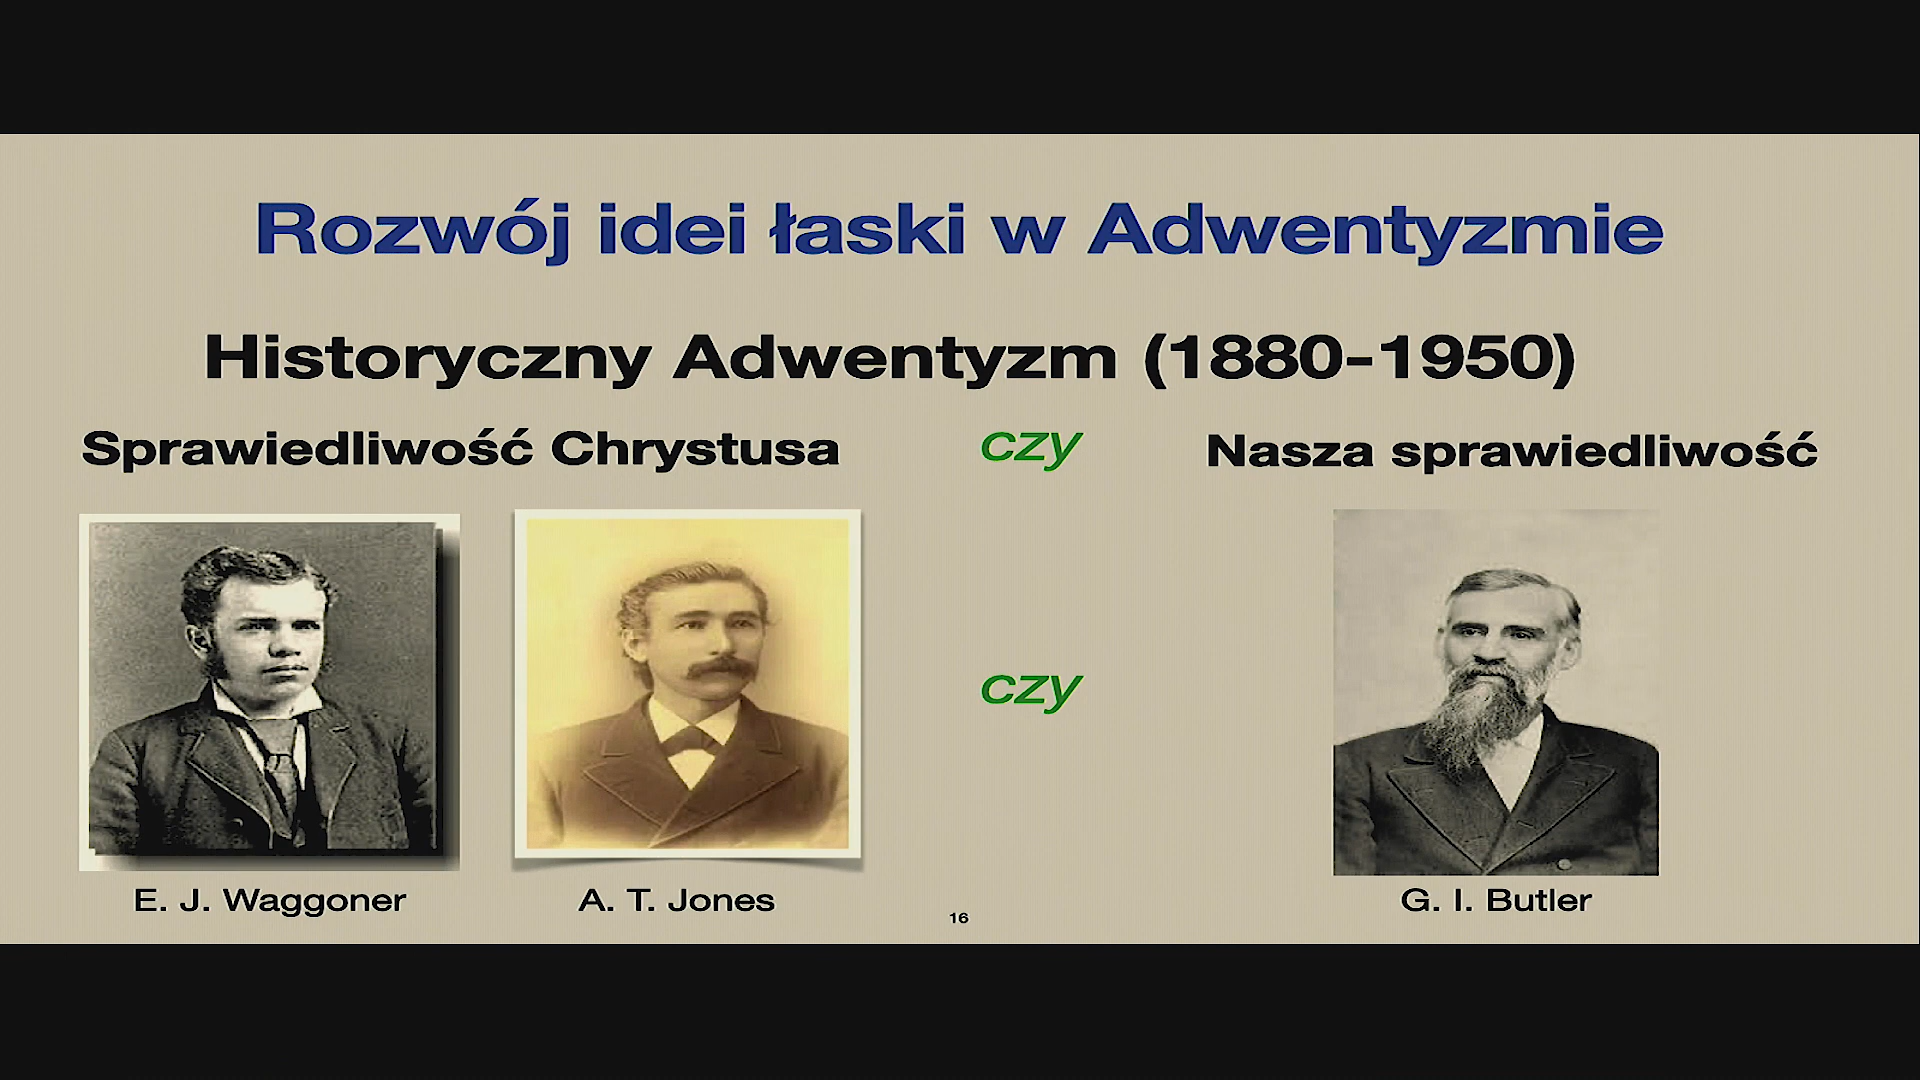 Rozwój idei łaski w Adwentyzmie
Historyczny Adwentyzm (1880-1950)
Sprawiedliwość Chrystusa czy Nasza sprawiedliwość
czy
E. J. Waggoner A. T. Jones G. I. Butler
16